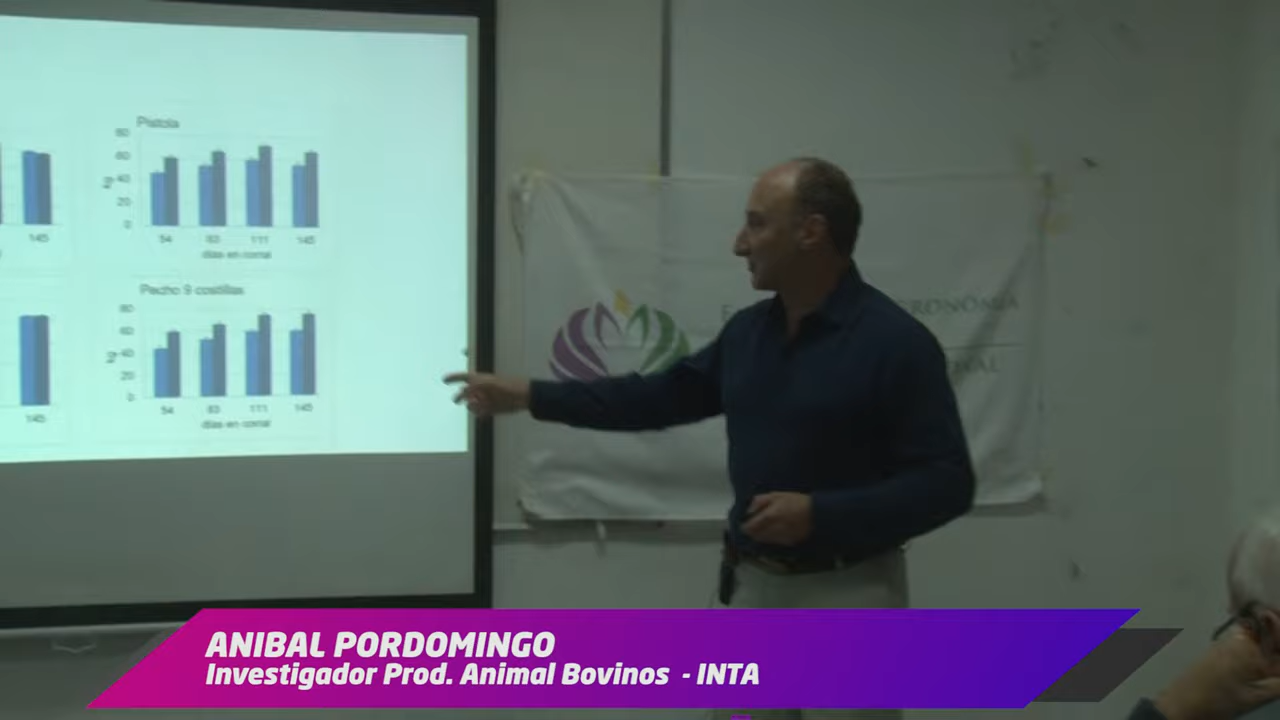 Pistola
80
60
40
20
0
145
54 83 111 145
días en corral
Pecho 9 costillas
80
60
40
20
0
145
54 83 111 145
días en corral
ANIBAL PORDOMINGO
Investigador Prod. Animal Bovinos - INTA